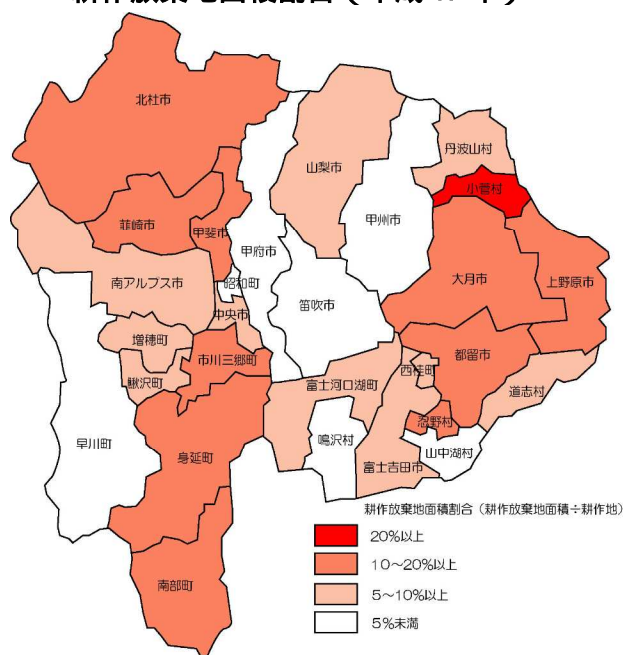 北杜市
丹波山村
山梨市
小菅村
甲州市
韮崎市
甲斐市
甲府市
大月市
上野原市
南アルプス市
昭和町
笛吹市
中央市
増穂町
市川三郷町
都留市
西桂町
鰍沢町
富士河口湖町
道志村
忍野村
早川町
鳴沢村
山中湖村
身延町
富士吉田市
南部町
耕作放棄地面積割合（耕作放棄地面積÷耕作地）
20%以上
10～20%以上
5～10%以上
5%未満